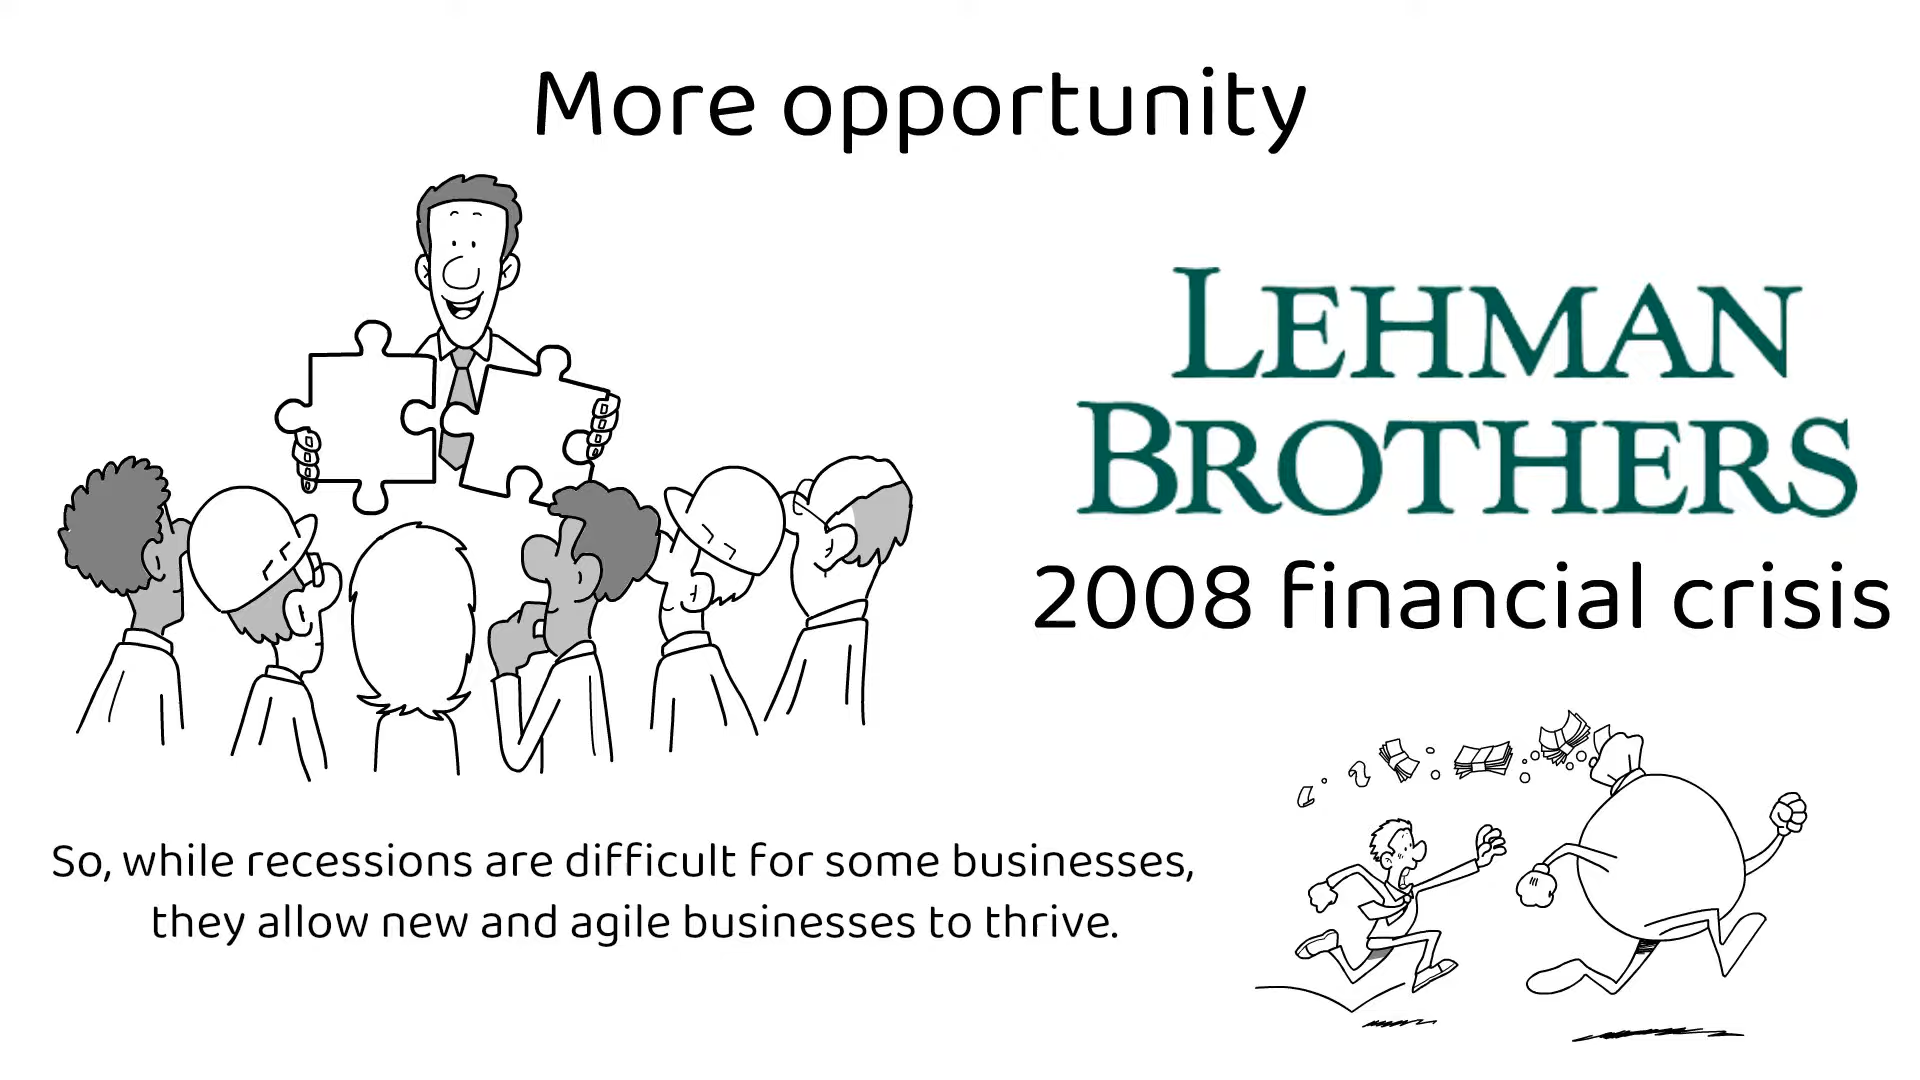 More opportunity
LEHMAN
BROTHERS
2008 financial crisis
So, while recessions are difficult for some businesses,
they allow new and agile businesses to thrive.